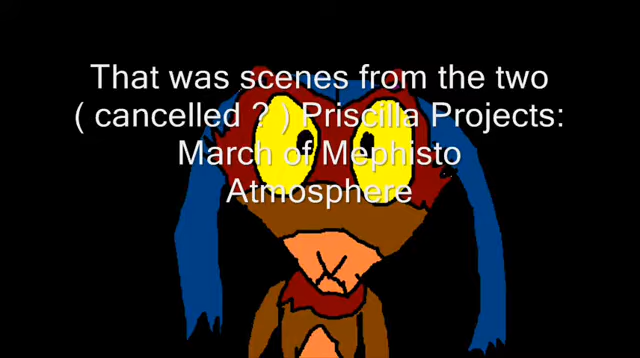 That was scenes from the two
( cancelled ? ) Priscilla Projects:
March of Mephisto
Atmosphere